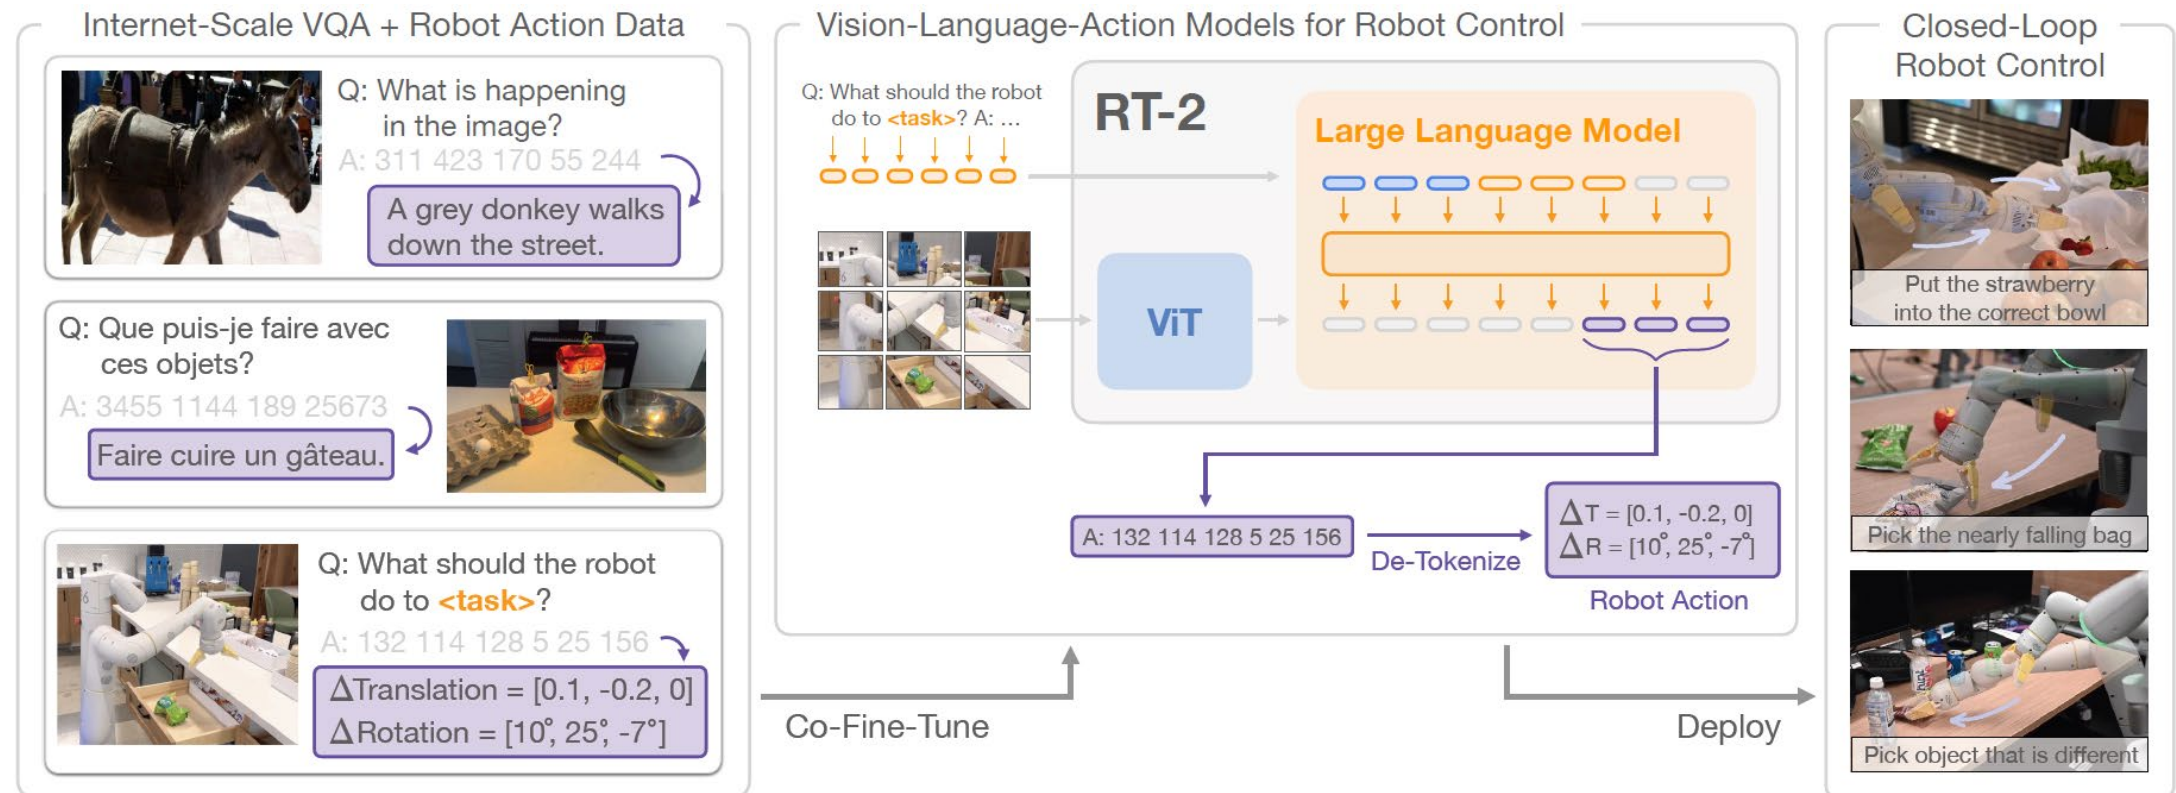 Internet-Scale VQA + Robot Action Data
Q: What is happening
in the image?
A: 311 423 170 55 244
A grey donkey walks
down the street.
Q: Que puis-je faire avec
ces objets?
A: 3455 1144 189 25673
Faire cuire un gâteau.
Q: What should the robot
do to <task>?
A: 132 114 128 5 25 156
ΔTranslation = [0.1, -0.2, 0]
ΔRotation = [10°, 25°, -7°]
Co-Fine-Tune
Vision-Language-Action Models for Robot Control
Q: What should the robot
do to <task>? A: ...
RT-2
Large Language Model
ViT
A: 132 114 128 5 25 156
De-Tokenize
ΔT = [0.1, -0.2, 0]
ΔR = [10°, 25°, -7°]
Robot Action
Deploy
Closed-Loop
Robot Control
Put the strawberry
into the correct bowl
Pick the nearly falling bag
Pick object that is different